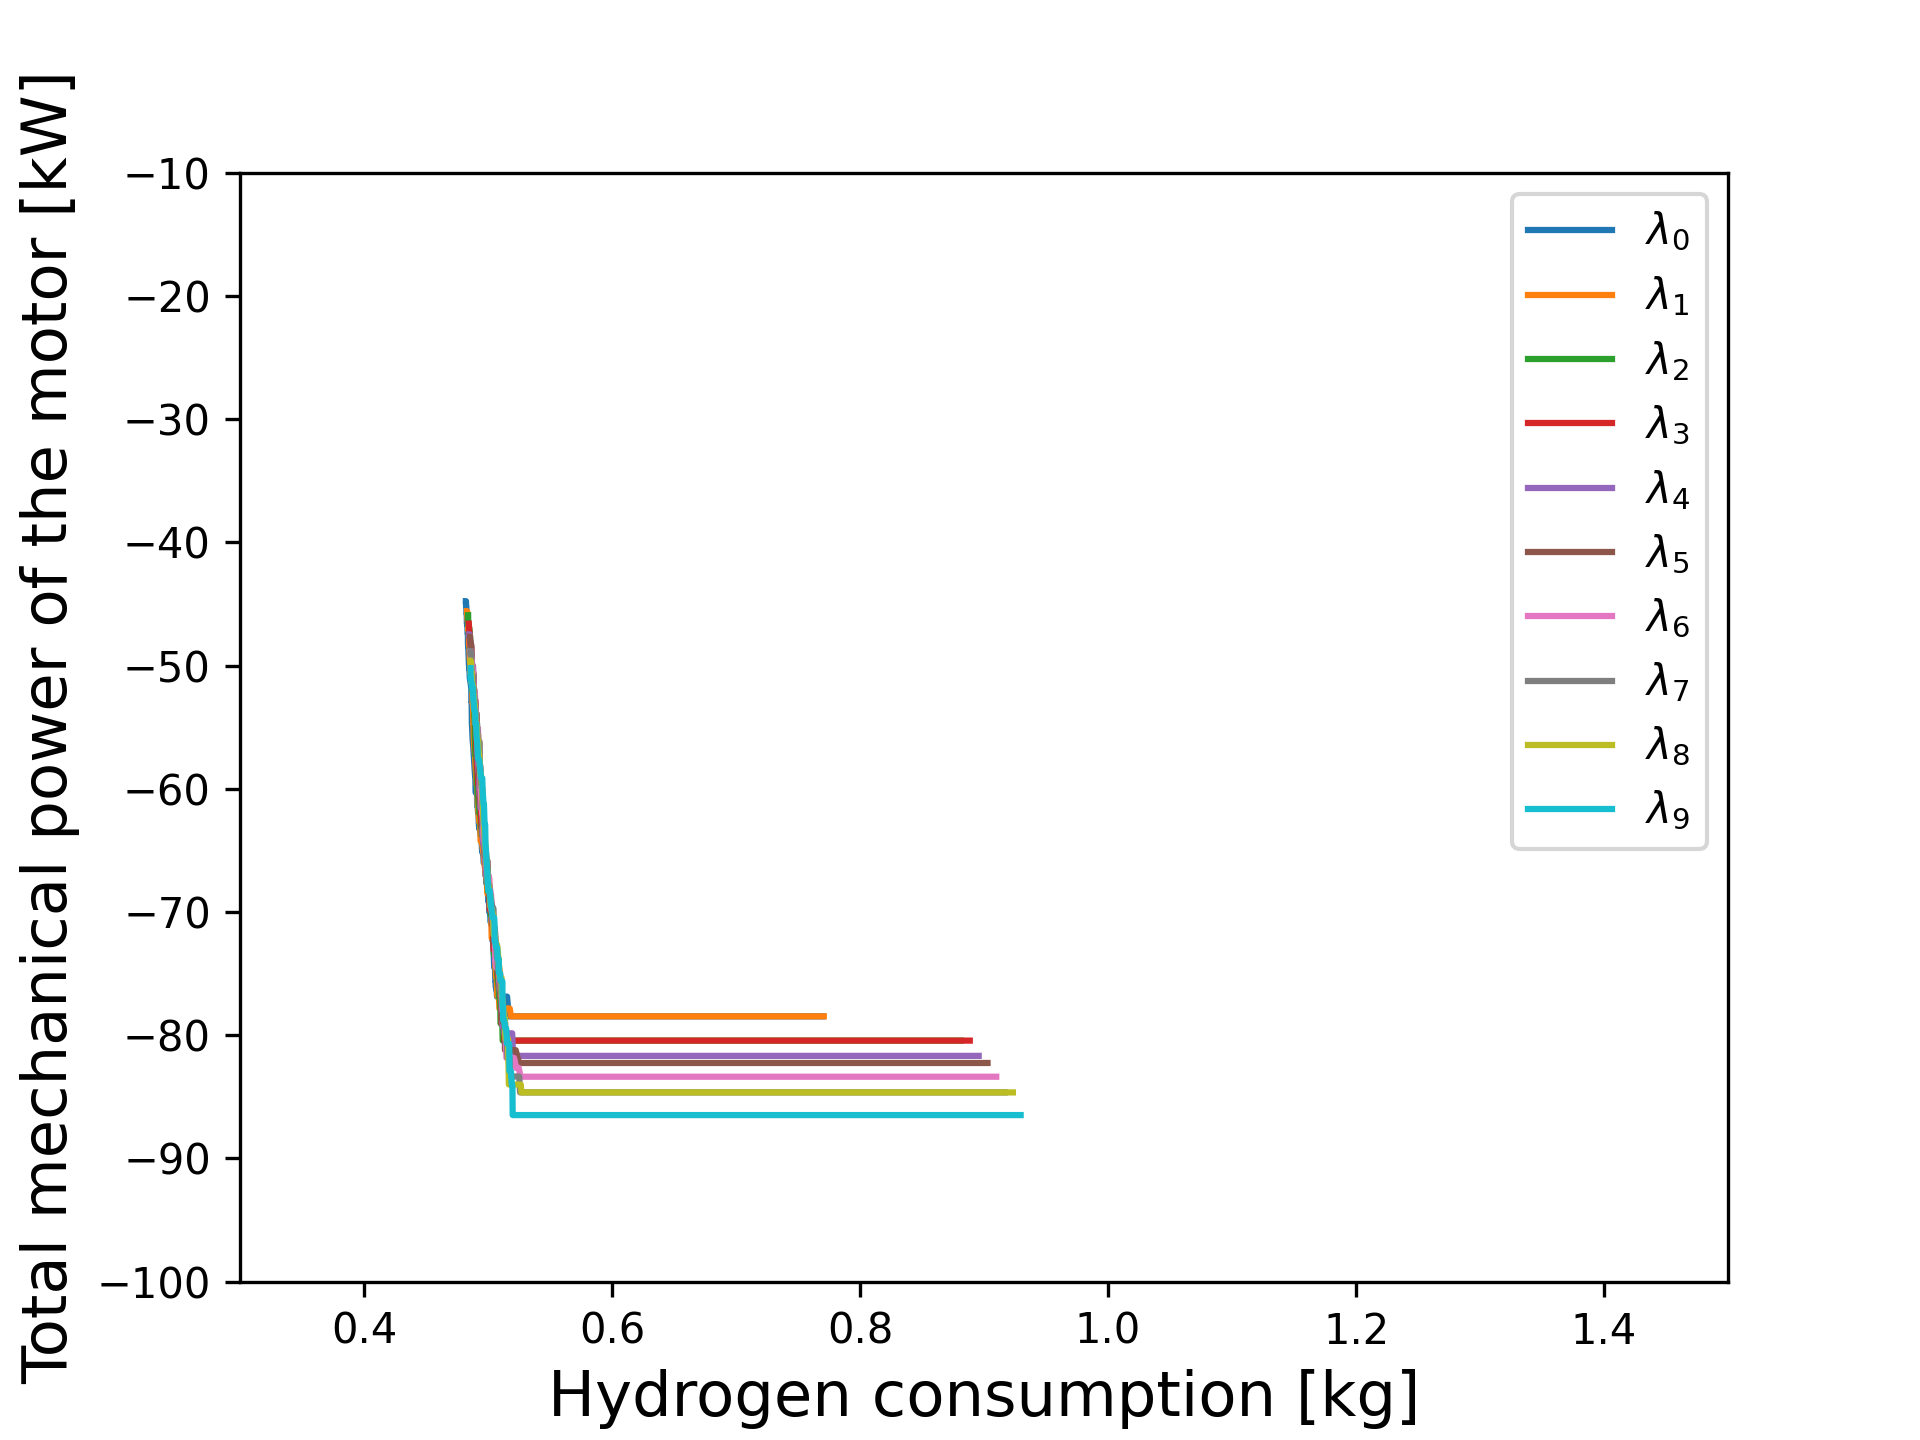 Total mechanical power of the motor [kW]
−10
−20
−30
−40
−50
−60
−70
−80
−90
−100
0.4 0.6 0.8 1.0 1.2 1.4
Hydrogen consumption [kg]
λ0
λ1
λ2
λ3
λ4
λ5
λ6
λ7
λ8
λ9